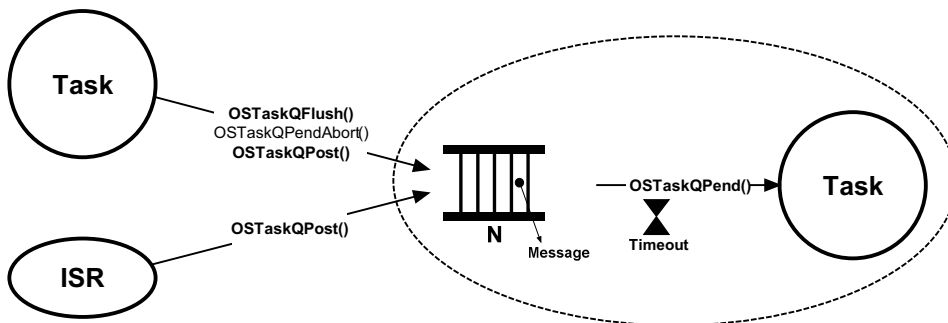 Task
OSTaskQFlush()
OSTaskQPendAbort()
OSTaskQPost()
OSTaskQPend()
Task
Timeout
N
Message
OSTaskQPost()
ISR